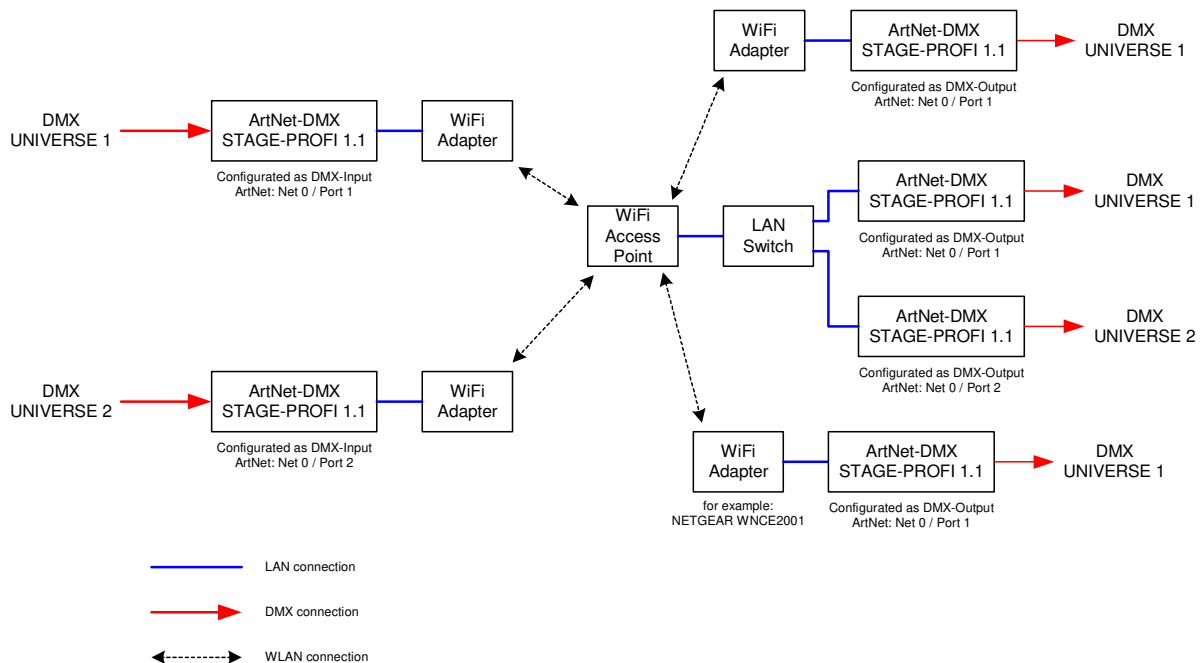 WiFi
Adapter
ArtNet-DMX
STAGE-PROFI 1.1
DMX
UNIVERSE 1
Configurated as DMX-Output
ArtNet: Net 0 / Port 1
DMX
UNIVERSE 1
ArtNet-DMX
STAGE-PROFI 1.1
WiFi
Adapter
Configurated as DMX-Input
ArtNet: Net 0 / Port 1
WiFi
Access
Point
LAN
Switch
ArtNet-DMX
STAGE-PROFI 1.1
DMX
UNIVERSE 1
Configurated as DMX-Output
ArtNet: Net 0 / Port 1
ArtNet-DMX
STAGE-PROFI 1.1
DMX
UNIVERSE 2
Configurated as DMX-Output
ArtNet: Net 0 / Port 2
DMX
UNIVERSE 2
ArtNet-DMX
STAGE-PROFI 1.1
WiFi
Adapter
Configurated as DMX-Input
ArtNet: Net 0 / Port 2
WiFi
Adapter
for example:
NETGEAR WNCE2001
ArtNet-DMX
STAGE-PROFI 1.1
DMX
UNIVERSE 1
Configurated as DMX-Output
ArtNet: Net 0 / Port 1
LAN connection
DMX connection
WLAN connection